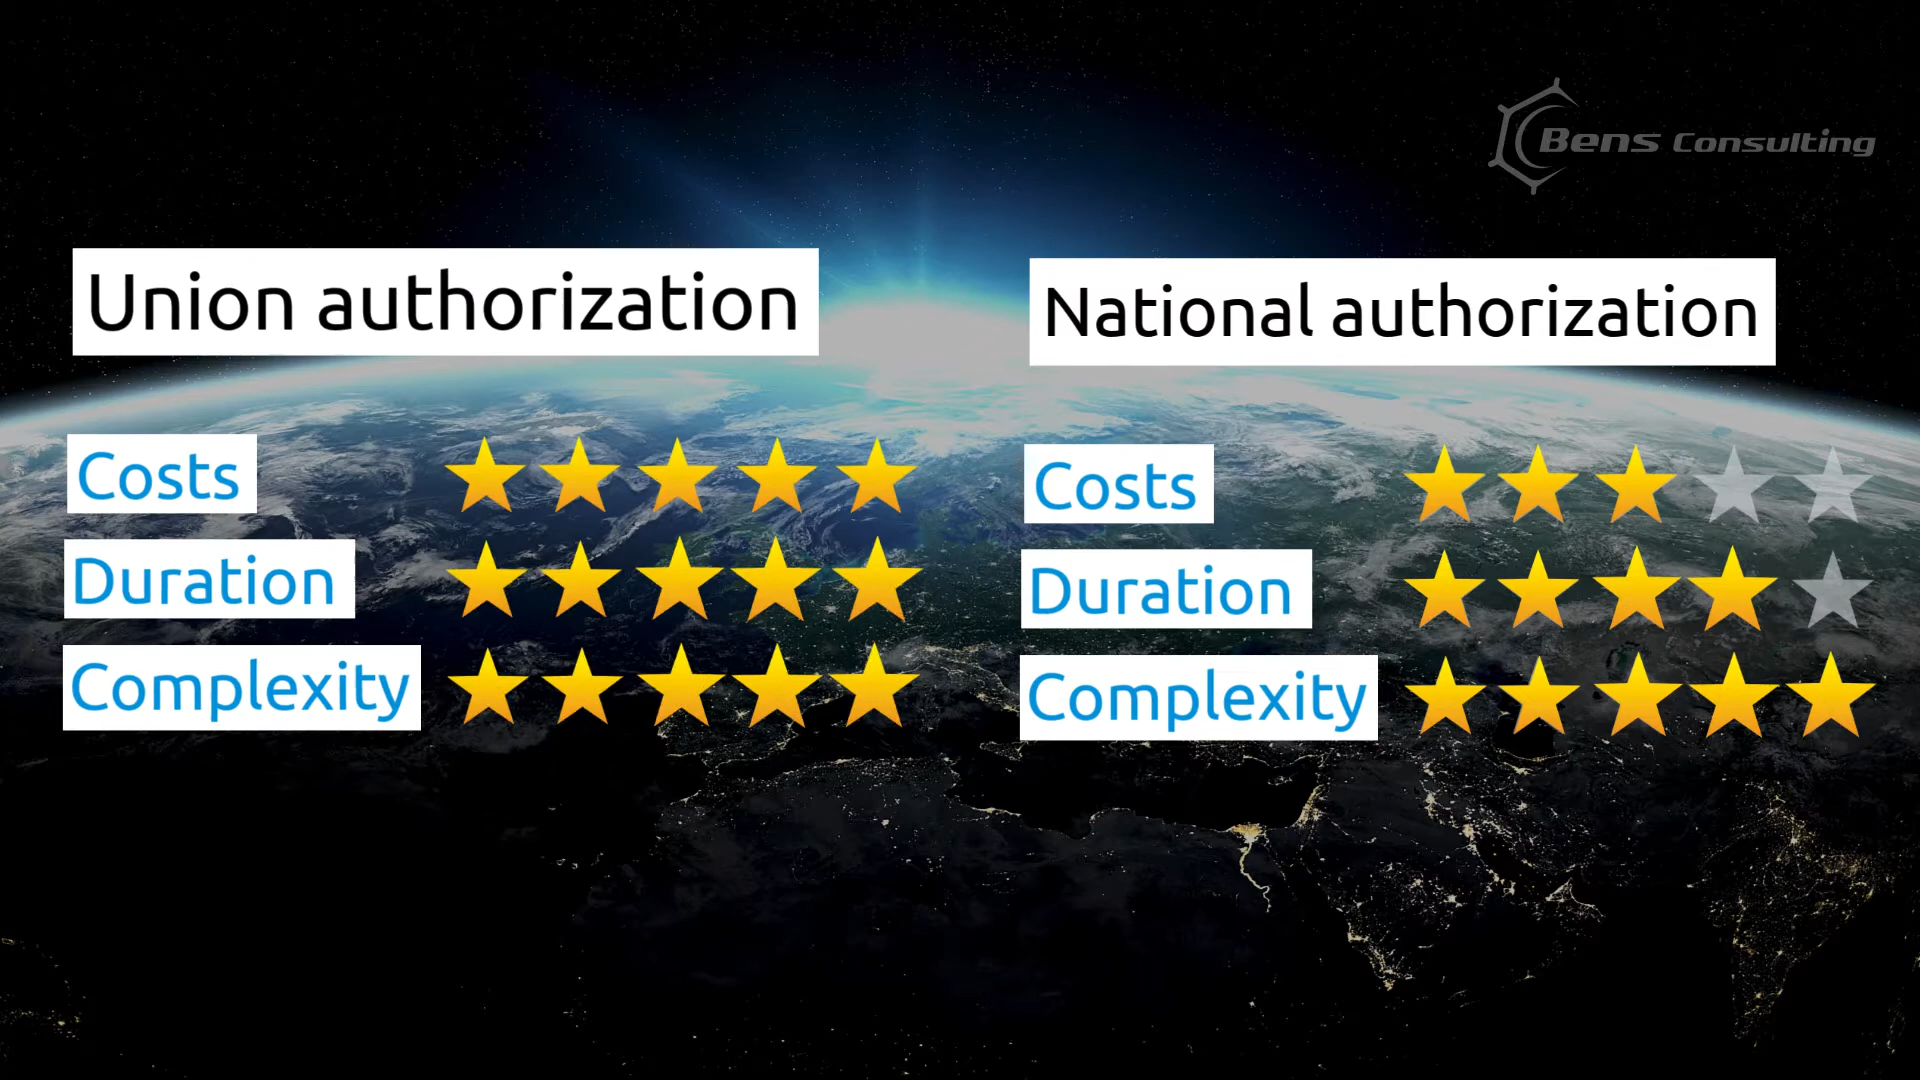 Bens Consulting
Union authorization
Costs
Duration
Complexity
National authorization
Costs
Duration
Complexity